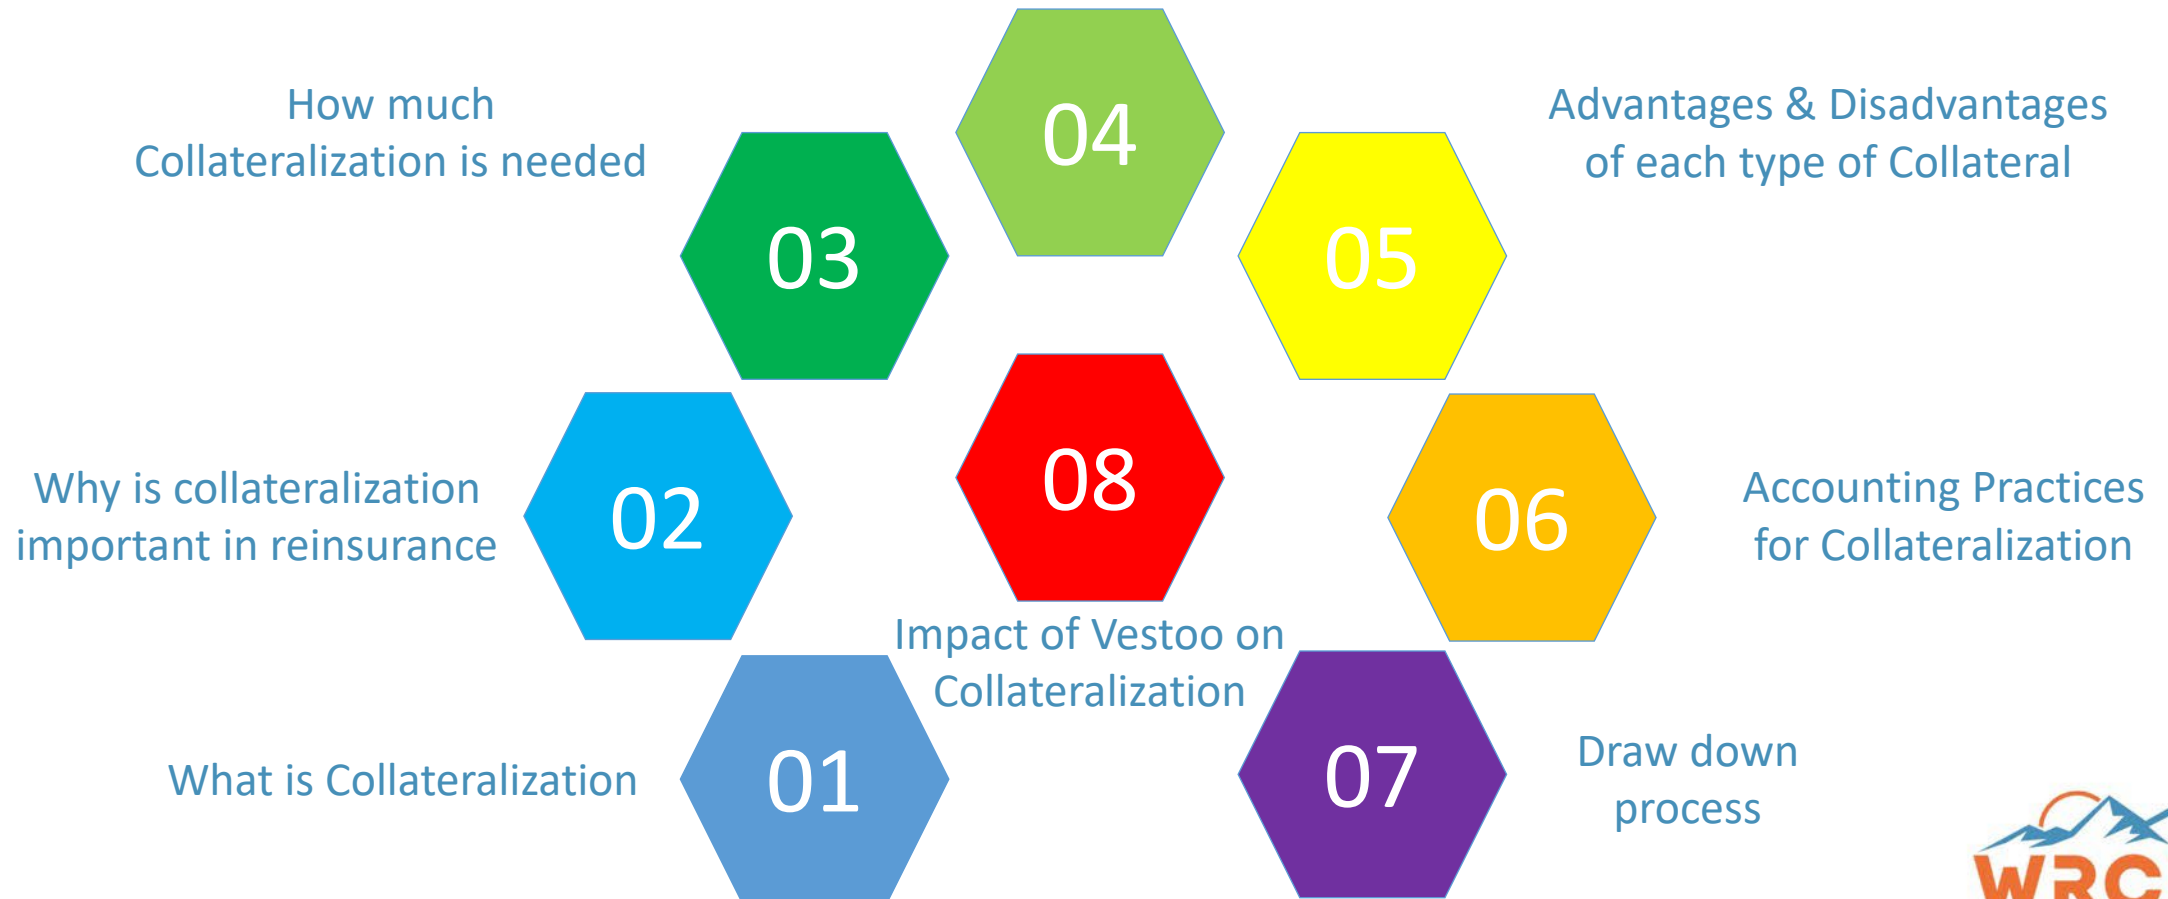 04
How much
Collateralization is needed
03
05
Advantages & Disadvantages
of each type of Collateral
Why is collateralization
important in reinsurance
02
08
Impact of Vestoo on
Collateralization
06
Accounting Practices
for Collateralization
What is Collateralization
01
07
Draw down
process
WRC